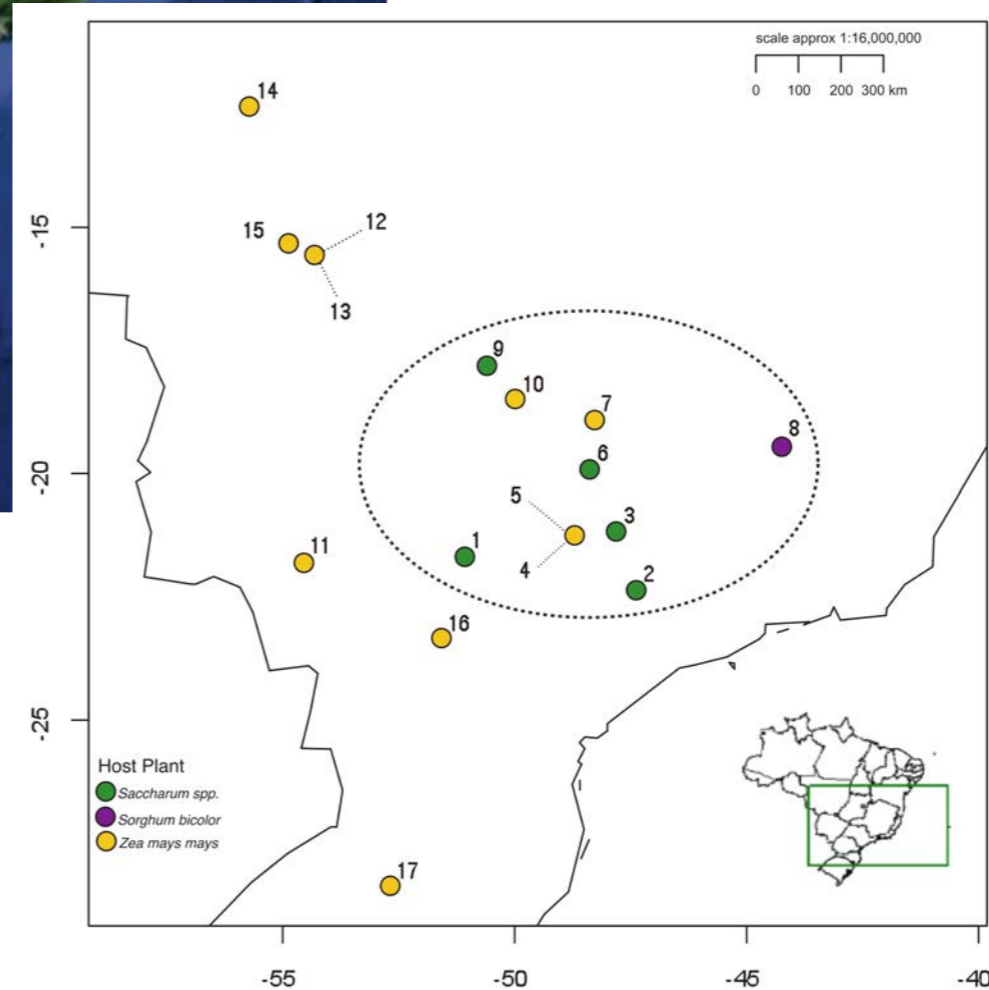 scale approx 1:16,000,000
0 100 200 300 km
14
-15
15
12
13
9
10
7
8
6
-20
5
3
1
4
11
2
16
-25
Host Plant
Saccharum spp.
Sorghum bicolor
Zea mays mays
17
-55 -50 -45 -40